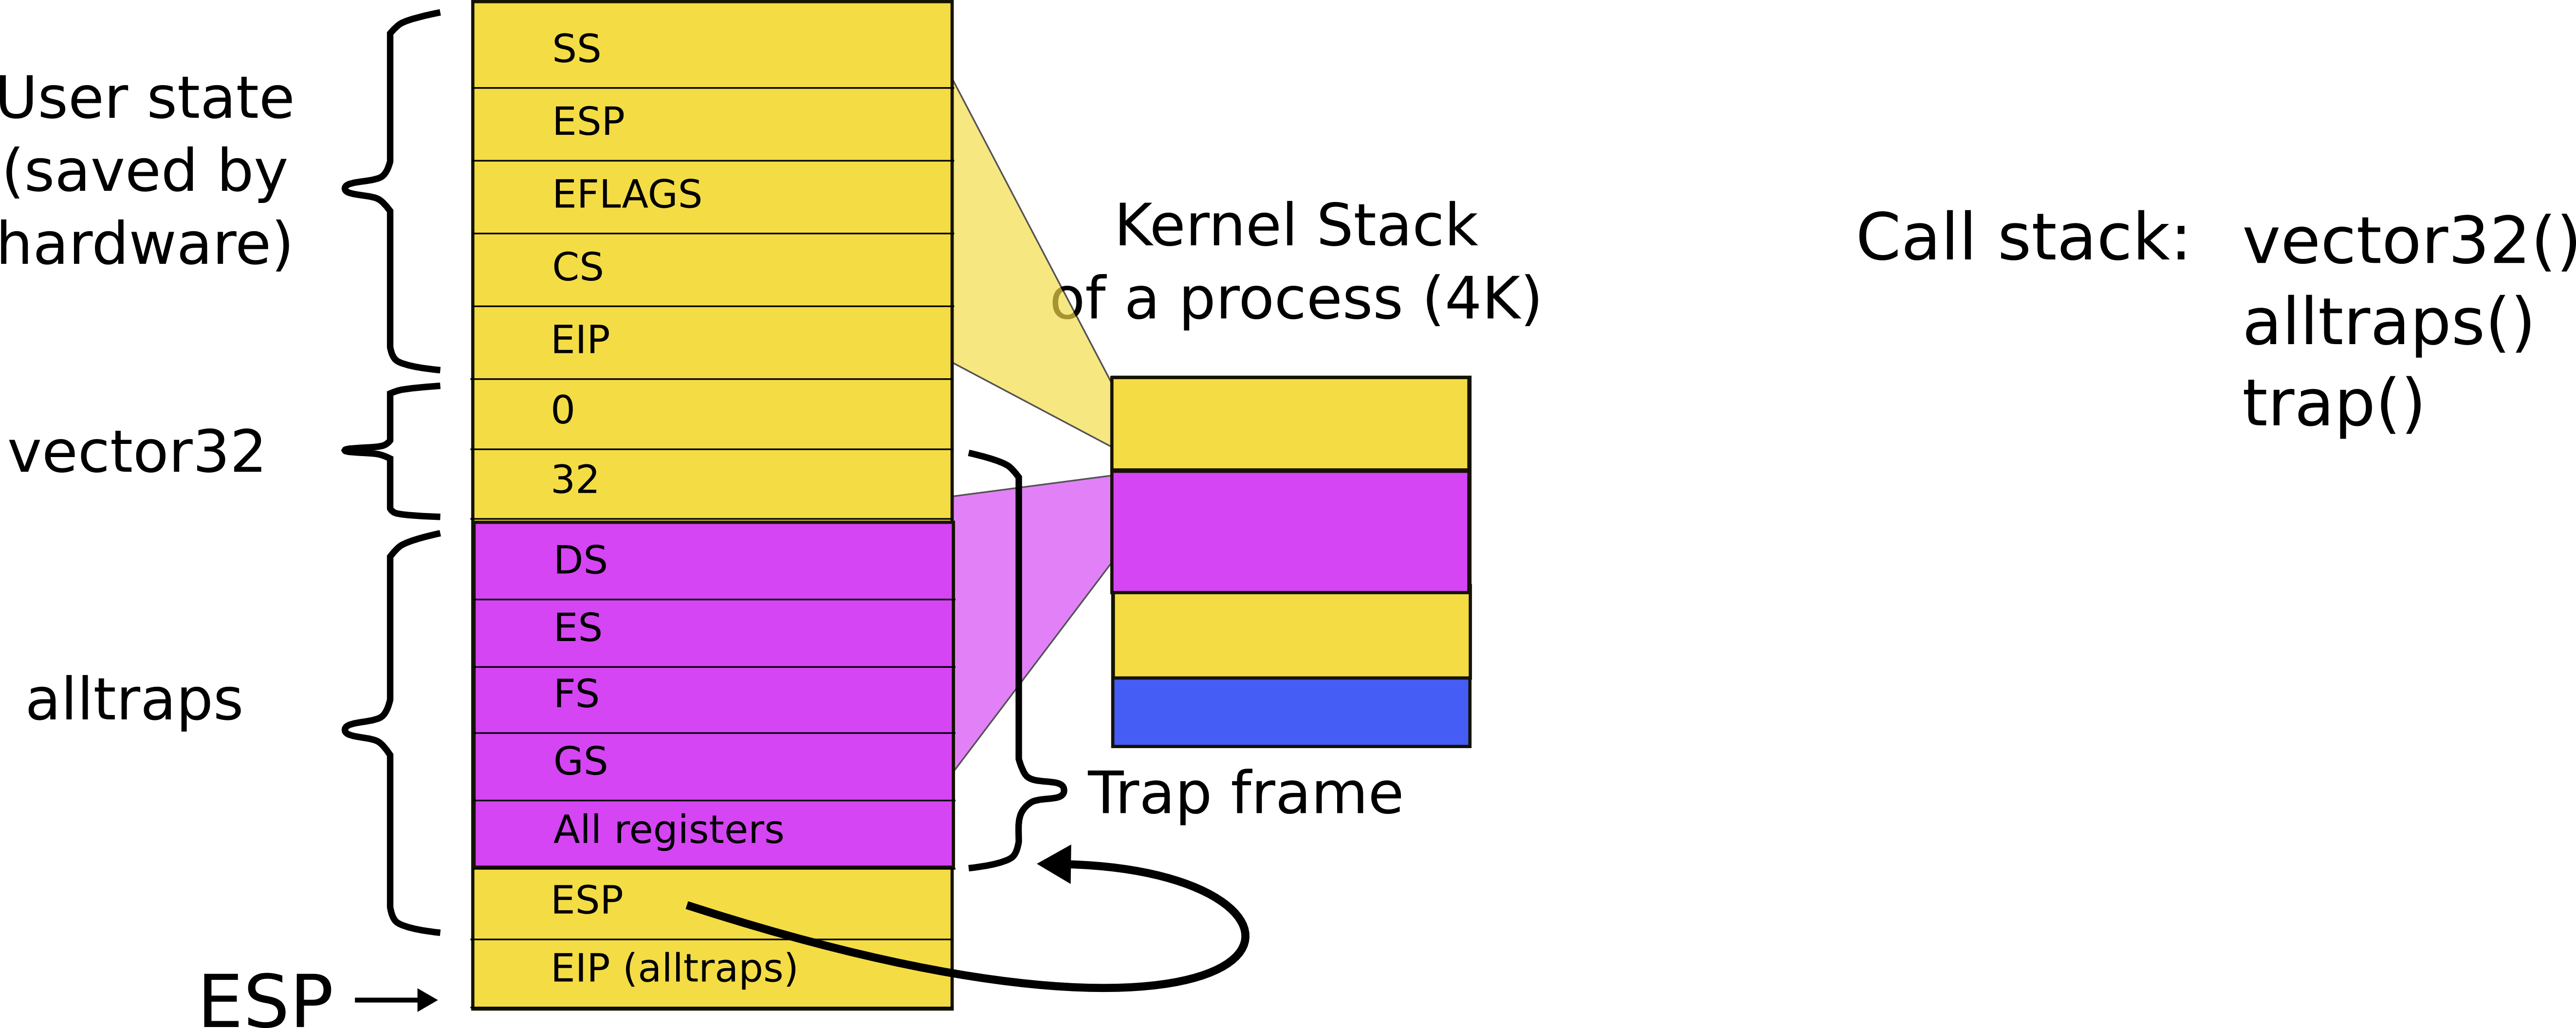 User state
(saved by
hardware)
vector32
alltraps
ESP
SS
ESP
EFLAGS
CS
EIP
0
32
DS
ES
FS
GS
All registers
ESP
EIP (alltraps)
Kernel Stack
of a process (4K)
Trap frame
Call stack: vector32()
alltraps()
trap()